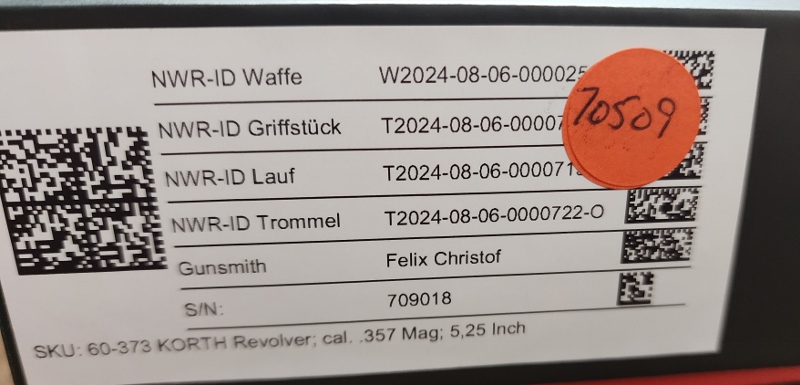 NWR-ID Waffe W2024-08-06-000025
70509
NWR-ID Griffstück T2024-08-06-00007
NWR-ID Lauf T2024-08-06-000071
NWR-ID Trommel T2024-08-06-0000722-O
Gunsmith Felix Christof
S/N: 709018
SKU: 60-373 KORTH Revolver; cal. .357 Mag; 5,25 Inch